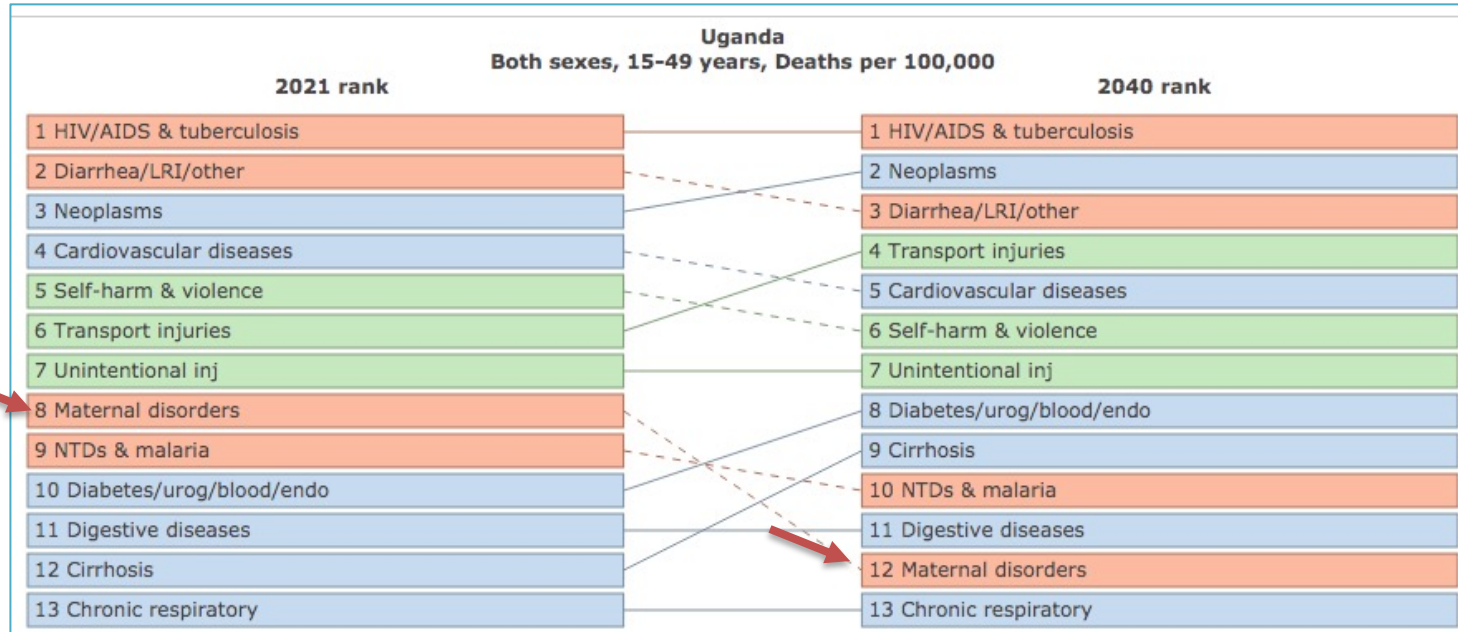 Uganda
Both sexes, 15-49 years, Deaths per 100,000
2021 rank
2040 rank
1 HIV/AIDS & tuberculosis
2 Diarrhea/LRI/other
3 Neoplasms
4 Cardiovascular diseases
5 Self-harm & violence
6 Transport injuries
7 Unintentional inj
8 Maternal disorders
9 NTDs & malaria
10 Diabetes/urog/blood/endo
11 Digestive diseases
12 Cirrhosis
13 Chronic respiratory
1 HIV/AIDS & tuberculosis
2 Neoplasms
3 Diarrhea/LRI/other
4 Transport injuries
5 Cardiovascular diseases
6 Self-harm & violence
7 Unintentional inj
8 Diabetes/urog/blood/endo
9 Cirrhosis
10 NTDs & malaria
11 Digestive diseases
12 Maternal disorders
13 Chronic respiratory